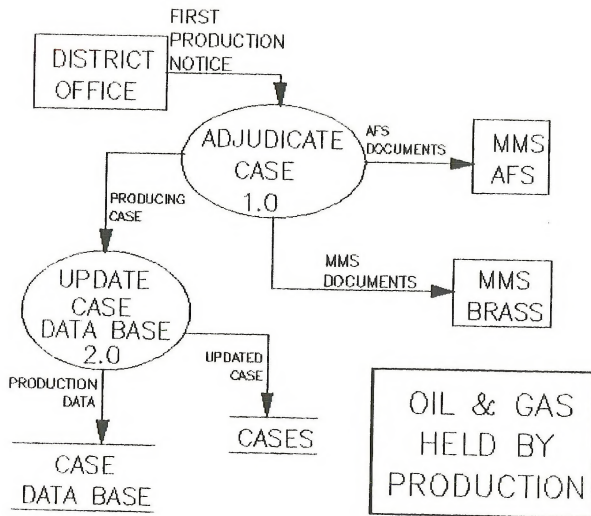 FIRST
PRODUCTION
NOTICE
DISTRICT
OFFICE
ADJUDICATE
CASE
1.0
AFS
DOCUMENTS
MMS
AFS
PRODUCING
CASE
MMS
DOCUMENTS
MMS
BRASS
UPDATE
CASE
DATA BASE
2.0
UPDATED
CASE
PRODUCTION
DATA
CASES
CASE
DATA BASE
OIL & GAS
HELD BY
PRODUCTION